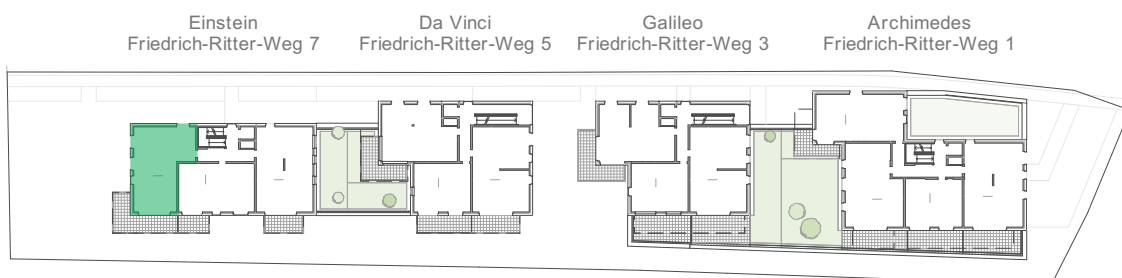 Einstein
Friedrich-Ritter-Weg 7
Da Vinci
Friedrich-Ritter-Weg 5
Galileo
Friedrich-Ritter-Weg 3
Archimedes
Friedrich-Ritter-Weg 1